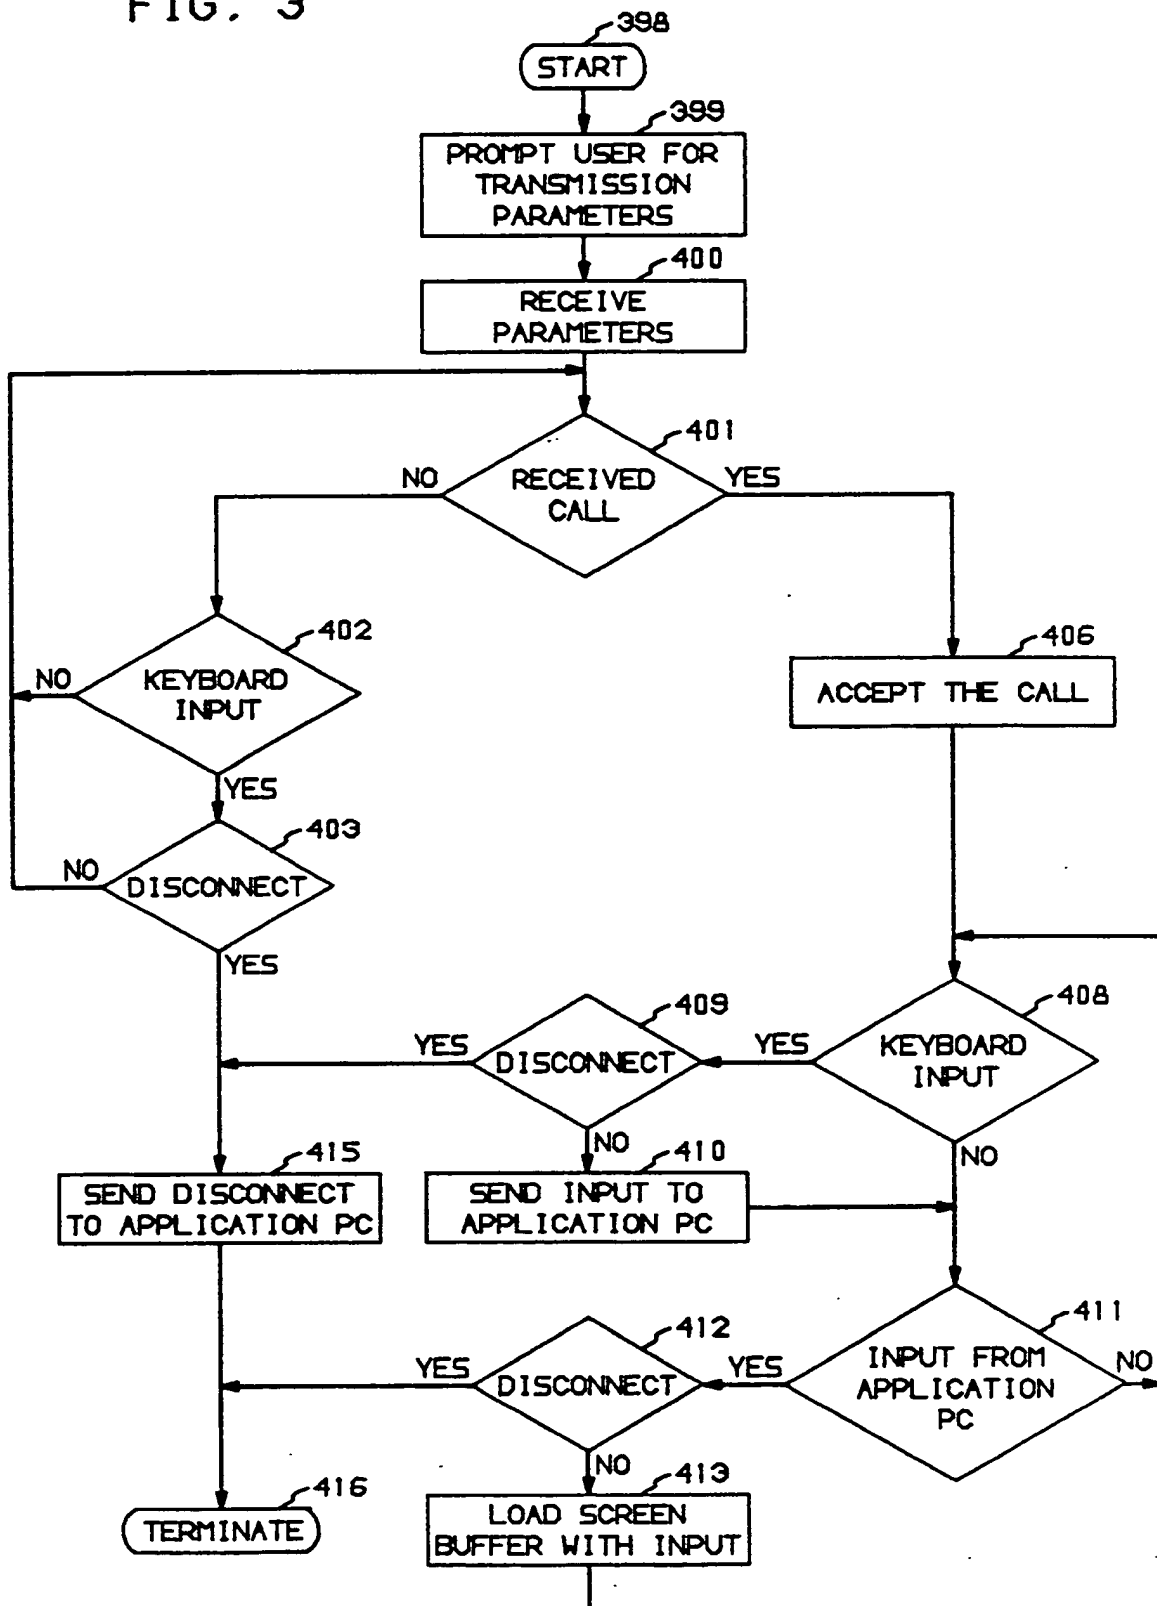 FIG. 3
398
START
399
PROMPT USER FOR
TRANSMISSION
PARAMETERS
400
RECEIVE
PARAMETERS
401
NO
RECEIVED
CALL
YES
402
NO
KEYBOARD
INPUT
YES
406
ACCEPT THE CALL
403
NO
DISCONNECT
YES
408
KEYBOARD
INPUT
YES
NO
409
YES
DISCONNECT
NO
410
SEND INPUT TO
APPLICATION PC
415
SEND DISCONNECT
TO APPLICATION PC
411
INPUT FROM
APPLICATION
PC
YES
NO
412
YES
DISCONNECT
NO
413
LOAD SCREEN
BUFFER WITH INPUT
416
TERMINATE